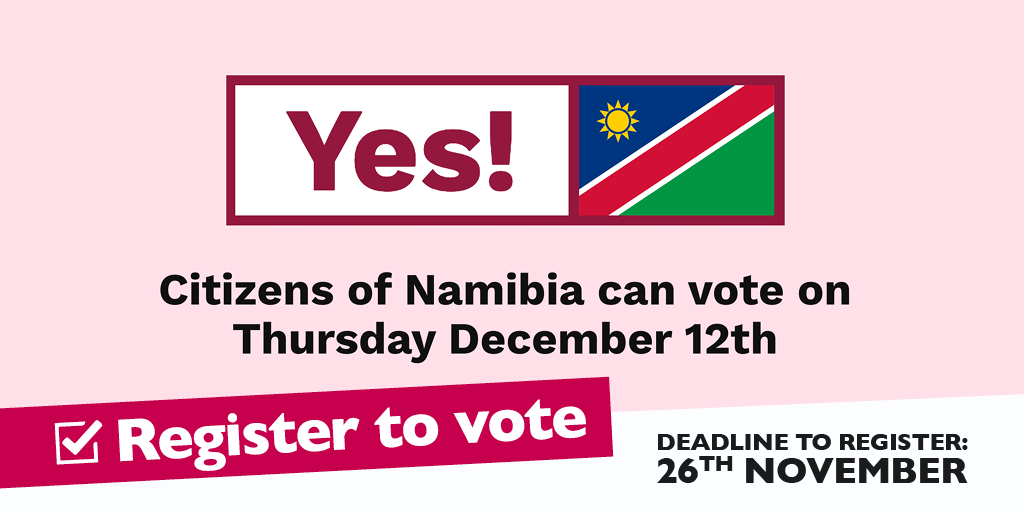 Yes!
Citizens of Namibia can vote on
Thursday December 12th
Register to vote
DEADLINE TO REGISTER:
26TH NOVEMBER